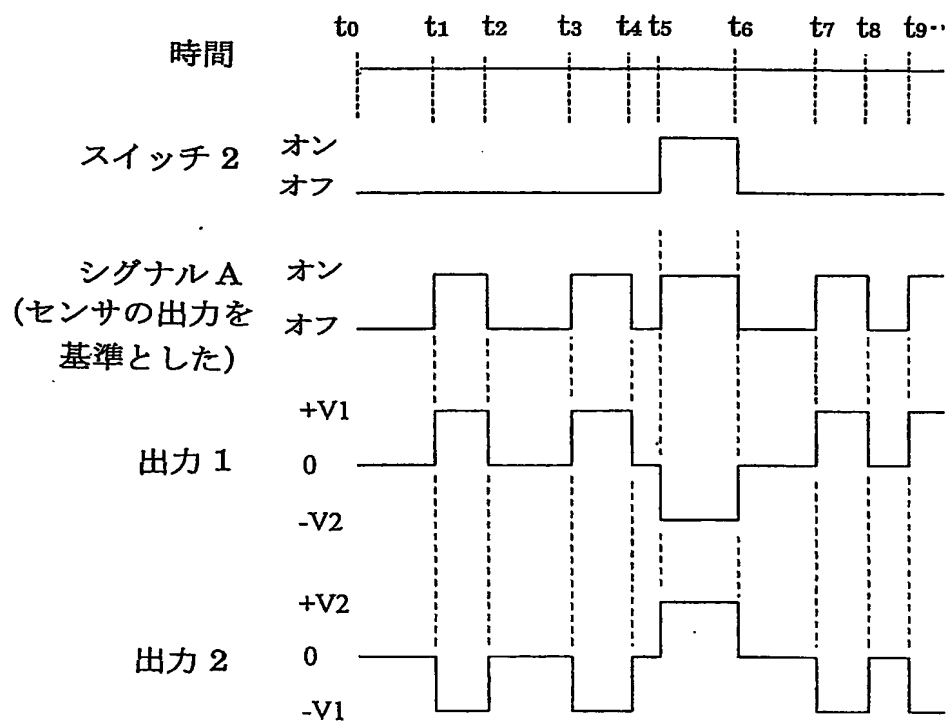 t0 t1 t2 t3 t4 t5 t6 t7 t8 t9‥
時間
スイッチ 2
オン
オフ
シグナル A
(センサの出力を
基準とした)
オン
オフ
出力 1
+V1
0
-V2
出力 2
+V2
0
-V1